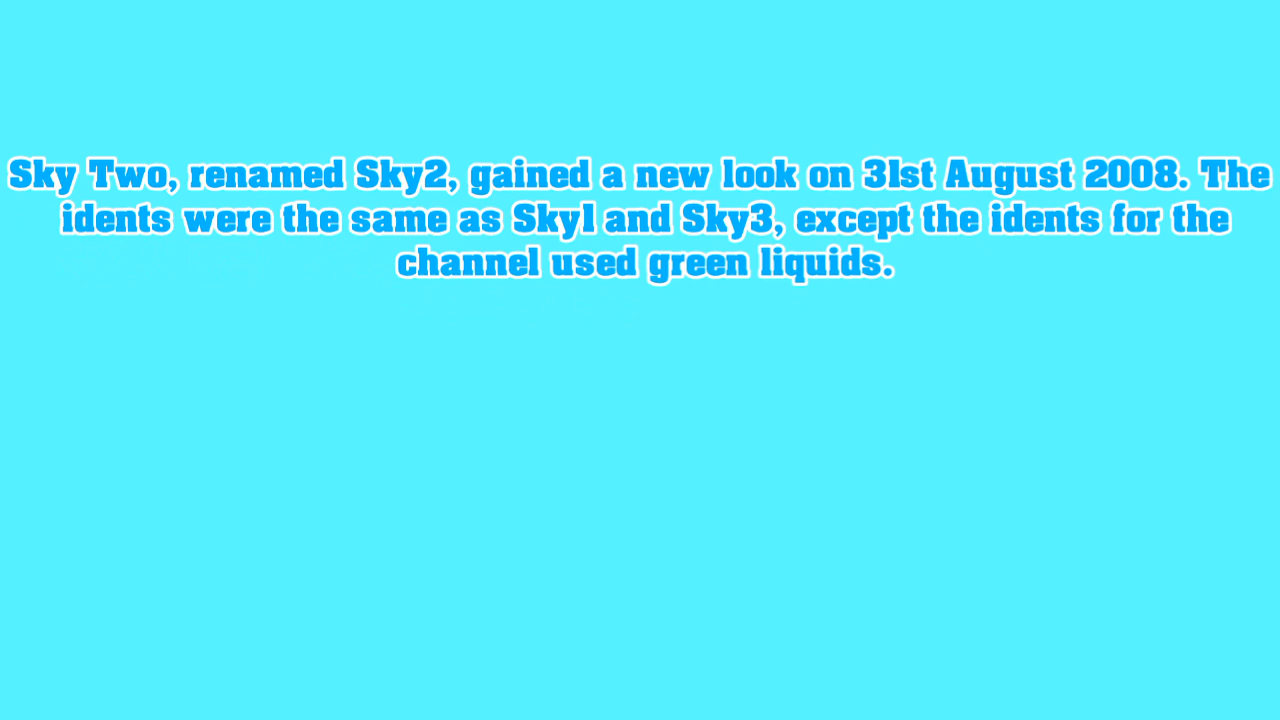 Sky Two, renamed Sky2, gained a new look on 31st August 2008. The
idents were the same as Sky1 and Sky3, except the idents for the
channel used green liquids.